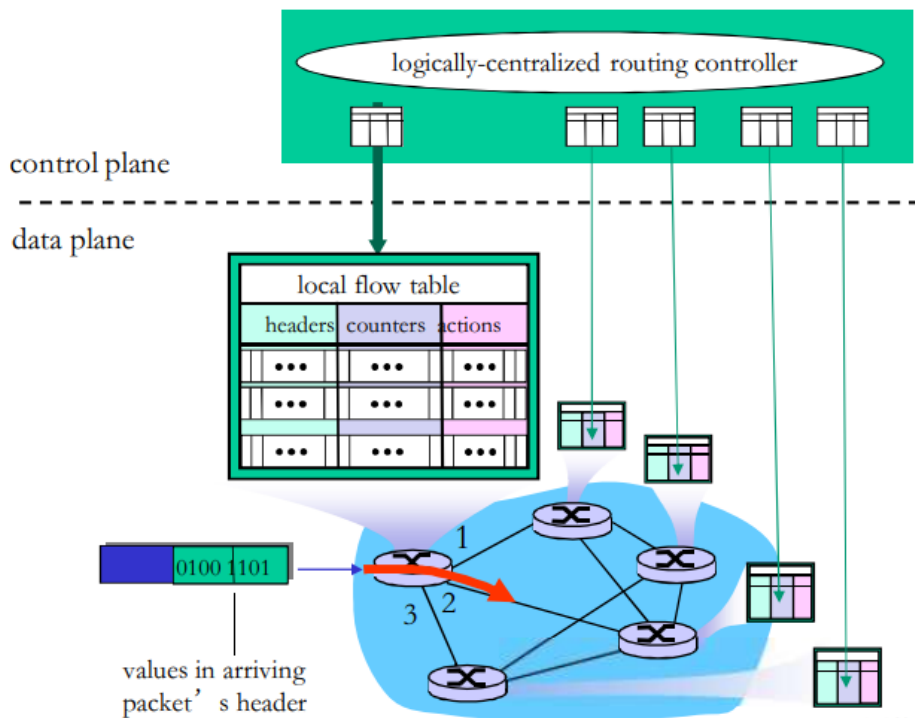 logically-centralized routing controller
control plane
data plane
local flow table
headers counters actions
1
0100 1101
2
3
values in arriving
packet’ s header